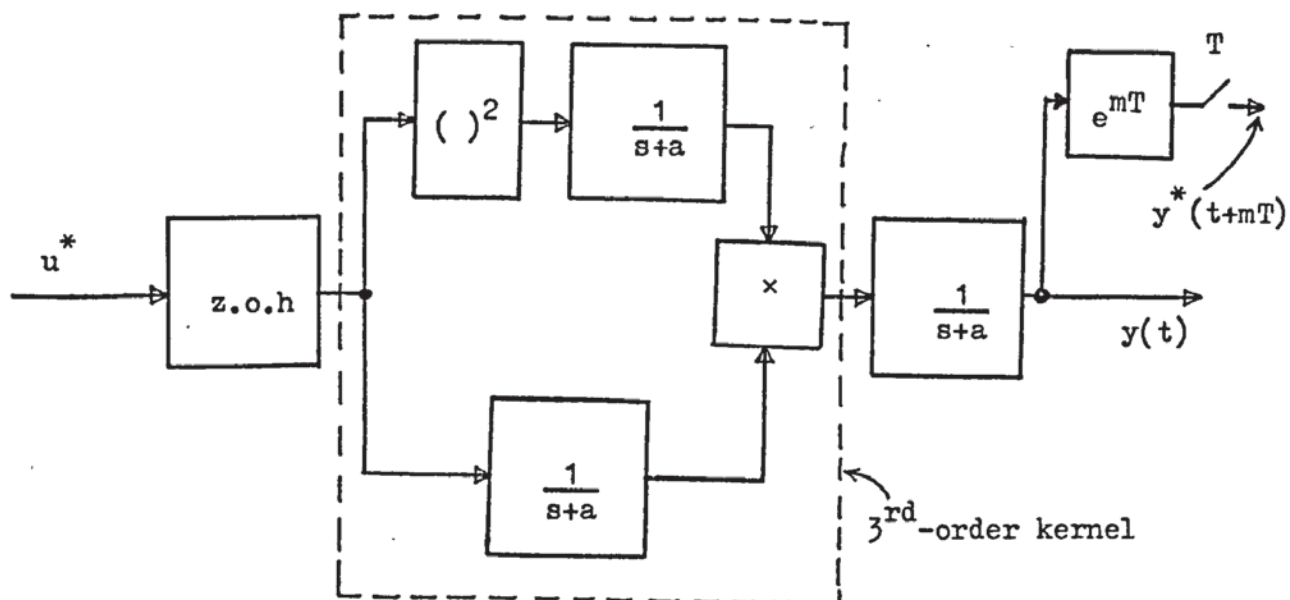 ( )²
1
s+a
T
e^mT
y*(t+mT)
u*
z.o.h
×
1
s+a
y(t)
1
s+a
3rd-order kernel